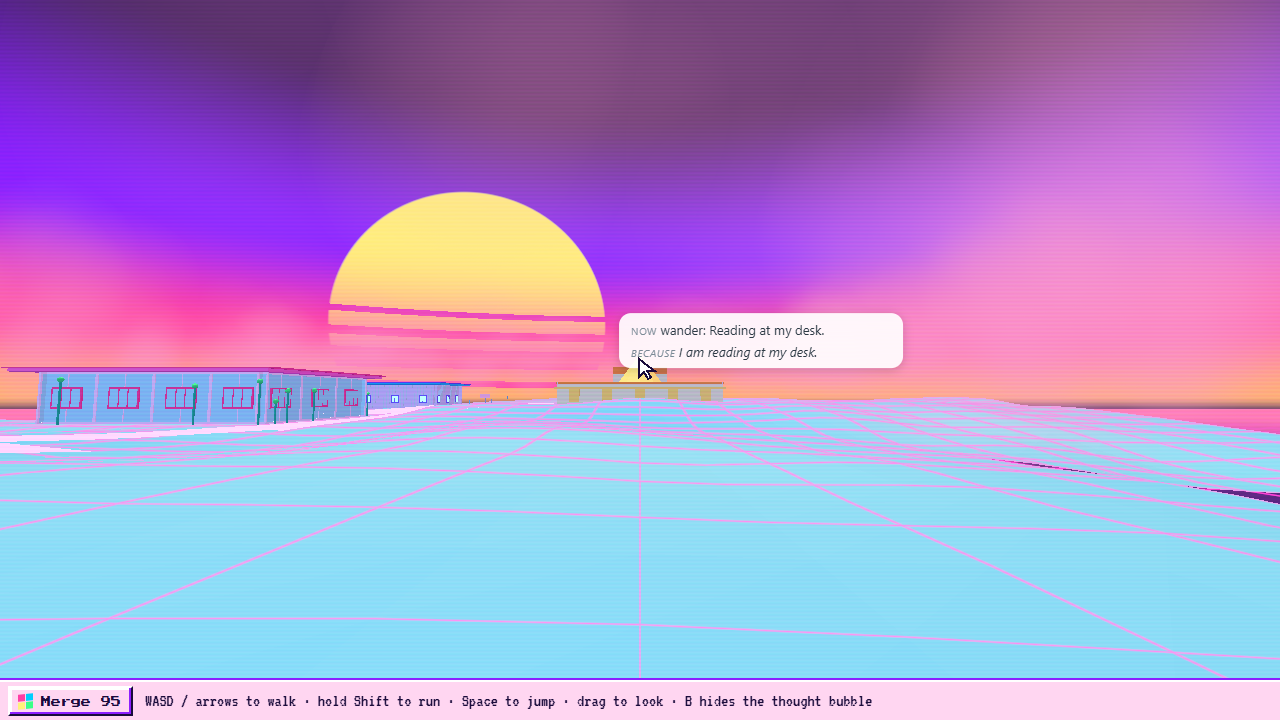 NOW wander: Reading at my desk.
BECAUSE I am reading at my desk.
Merge 95 WASD / arrows to walk · hold Shift to run · Space to jump · drag to look · B hides the thought bubble